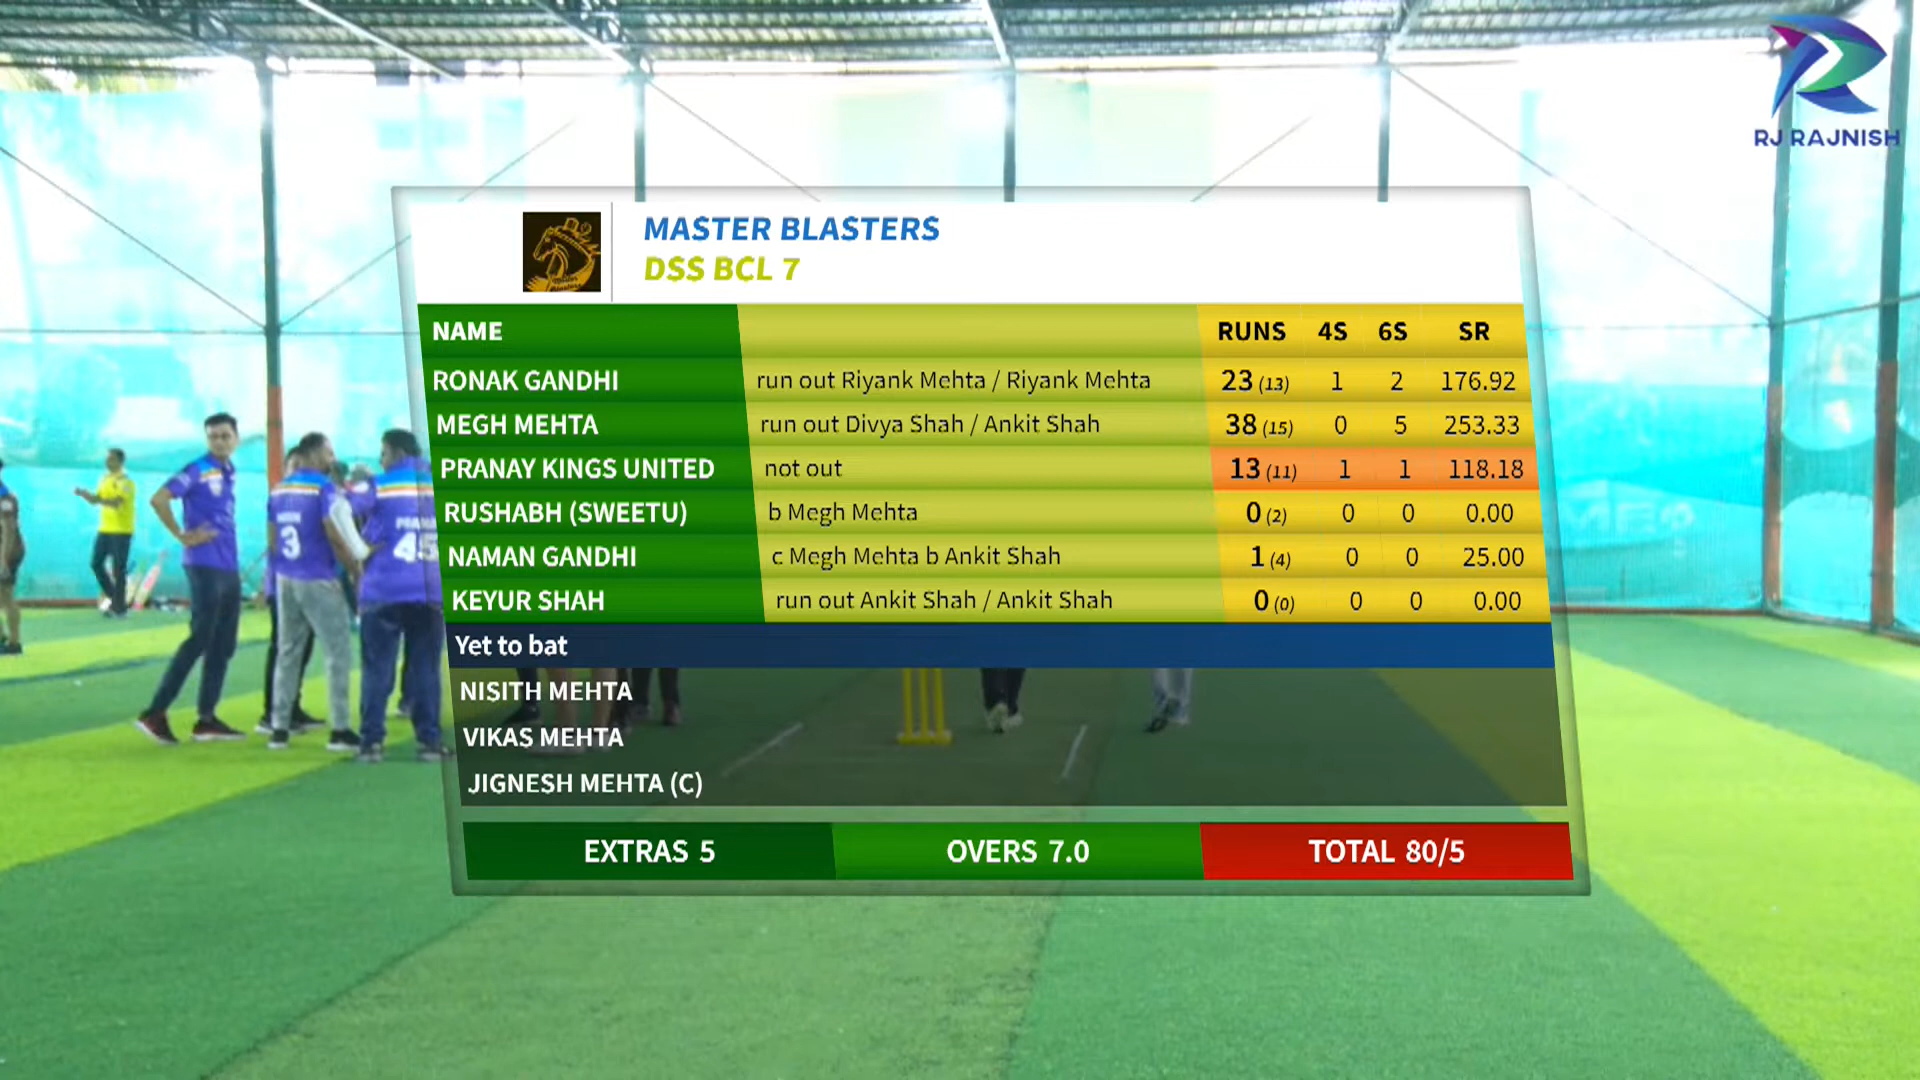 RJ RAJNISH
MASTER BLASTERS
DSS BCL 7
NAME RUNS 4S 6S SR
RONAK GANDHI run out Riyank Mehta / Riyank Mehta 23 (13) 1 2 176.92
MEGH MEHTA run out Divya Shah / Ankit Shah 38 (15) 0 5 253.33
PRANAY KINGS UNITED not out 13 (11) 1 1 118.18
RUSHABH (SWEETU) b Megh Mehta 0 (2) 0 0 0.00
NAMAN GANDHI c Megh Mehta b Ankit Shah 1 (4) 0 0 25.00
KEYUR SHAH run out Ankit Shah / Ankit Shah 0 (0) 0 0 0.00
Yet to bat
NISITH MEHTA
VIKAS MEHTA
JIGNESH MEHTA (C)
EXTRAS 5 OVERS 7.0 TOTAL 80/5
3
45